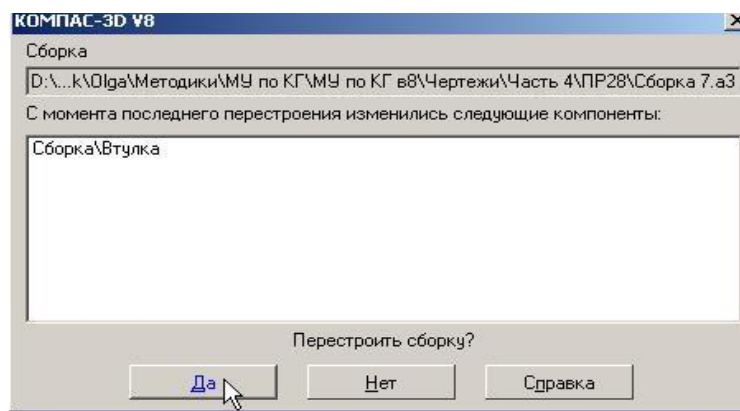 КОМПАС-3D V8
Сборка
D:\...k\Olga\Методики\МУ по КГ\МУ по КГ в8\Чертежи\Часть 4\ПР28\Сборка 7.a3
С момента последнего перестроения изменились следующие компоненты:
Сборка\Втулка
Перестроить сборку?
Да Нет Справка